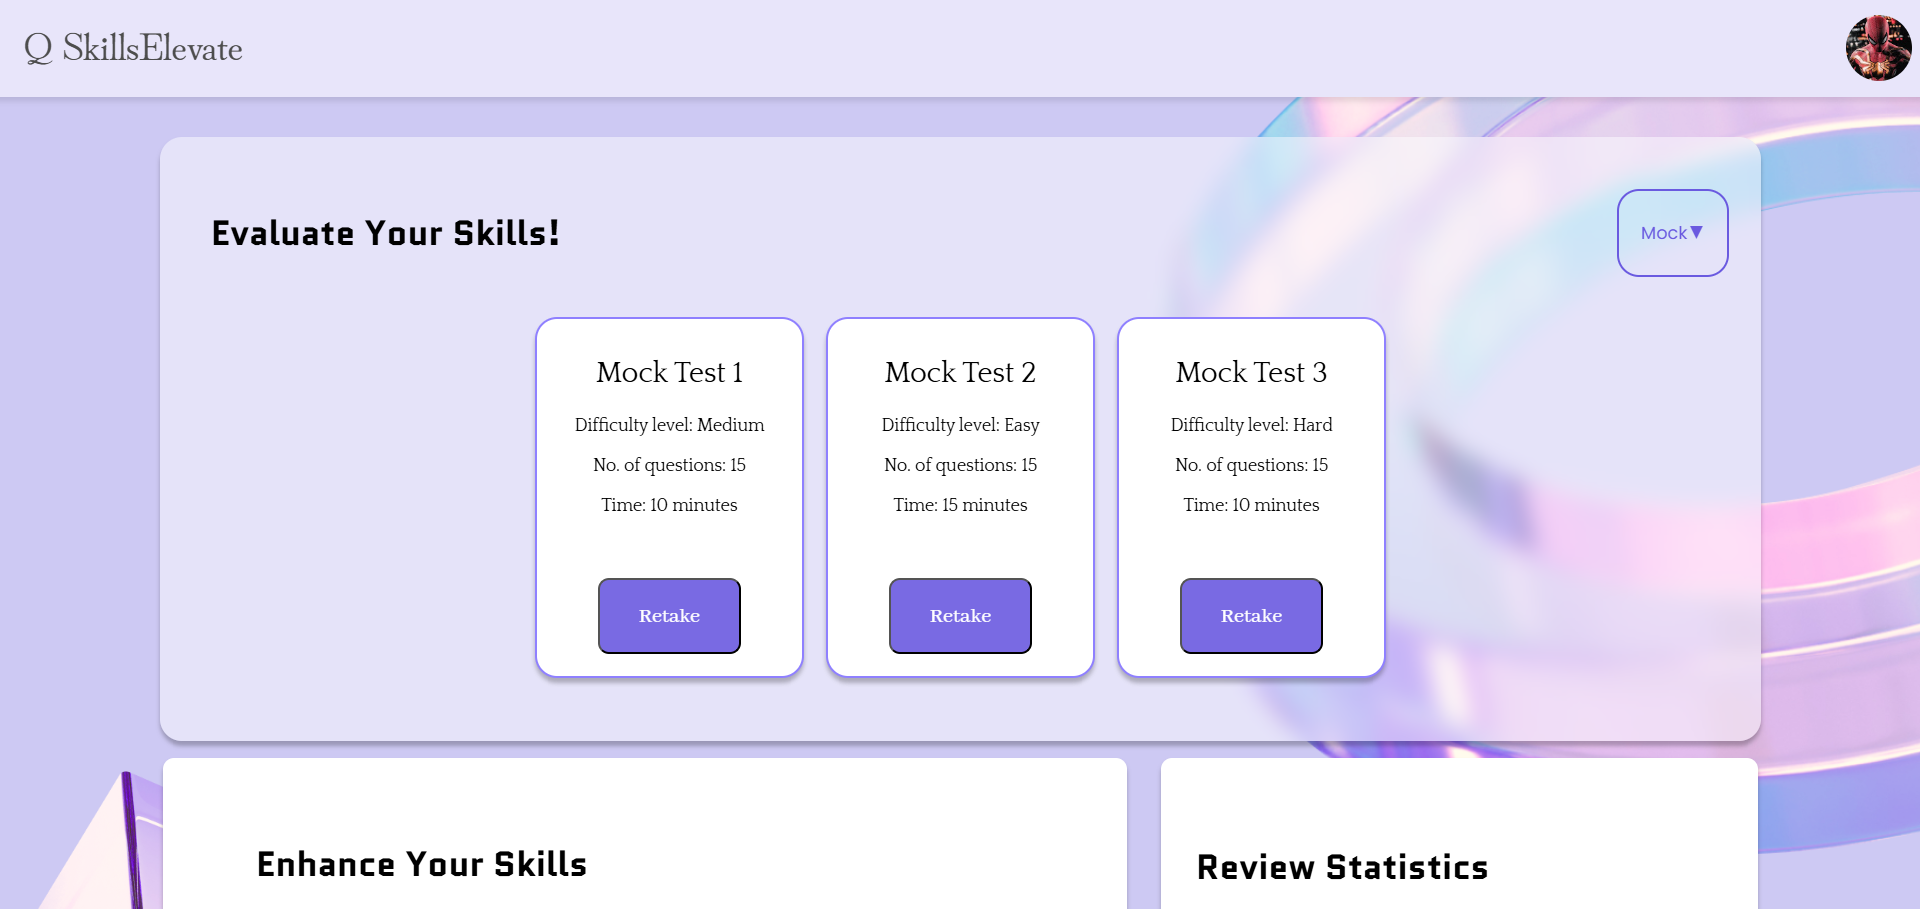 Q SkillsElevate
Evaluate Your Skills!
Mock▼
Mock Test 1
Difficulty level: Medium
No. of questions: 15
Time: 10 minutes
Retake
Mock Test 2
Difficulty level: Easy
No. of questions: 15
Time: 15 minutes
Retake
Mock Test 3
Difficulty level: Hard
No. of questions: 15
Time: 10 minutes
Retake
Enhance Your Skills
Review Statistics